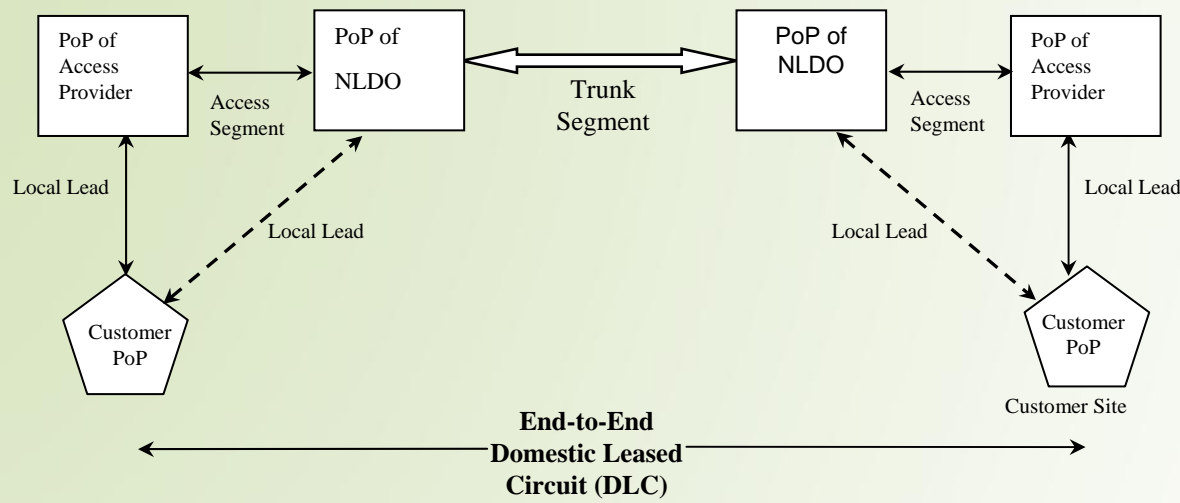 PoP of
Access
Provider
PoP of
NLDO
PoP of
NLDO
PoP of
Access
Provider
Access
Segment
Trunk
Segment
Access
Segment
Local Lead
Local Lead
Local Lead
Local Lead
Customer
PoP
Customer
PoP
Customer Site
End-to-End
Domestic Leased
Circuit (DLC)